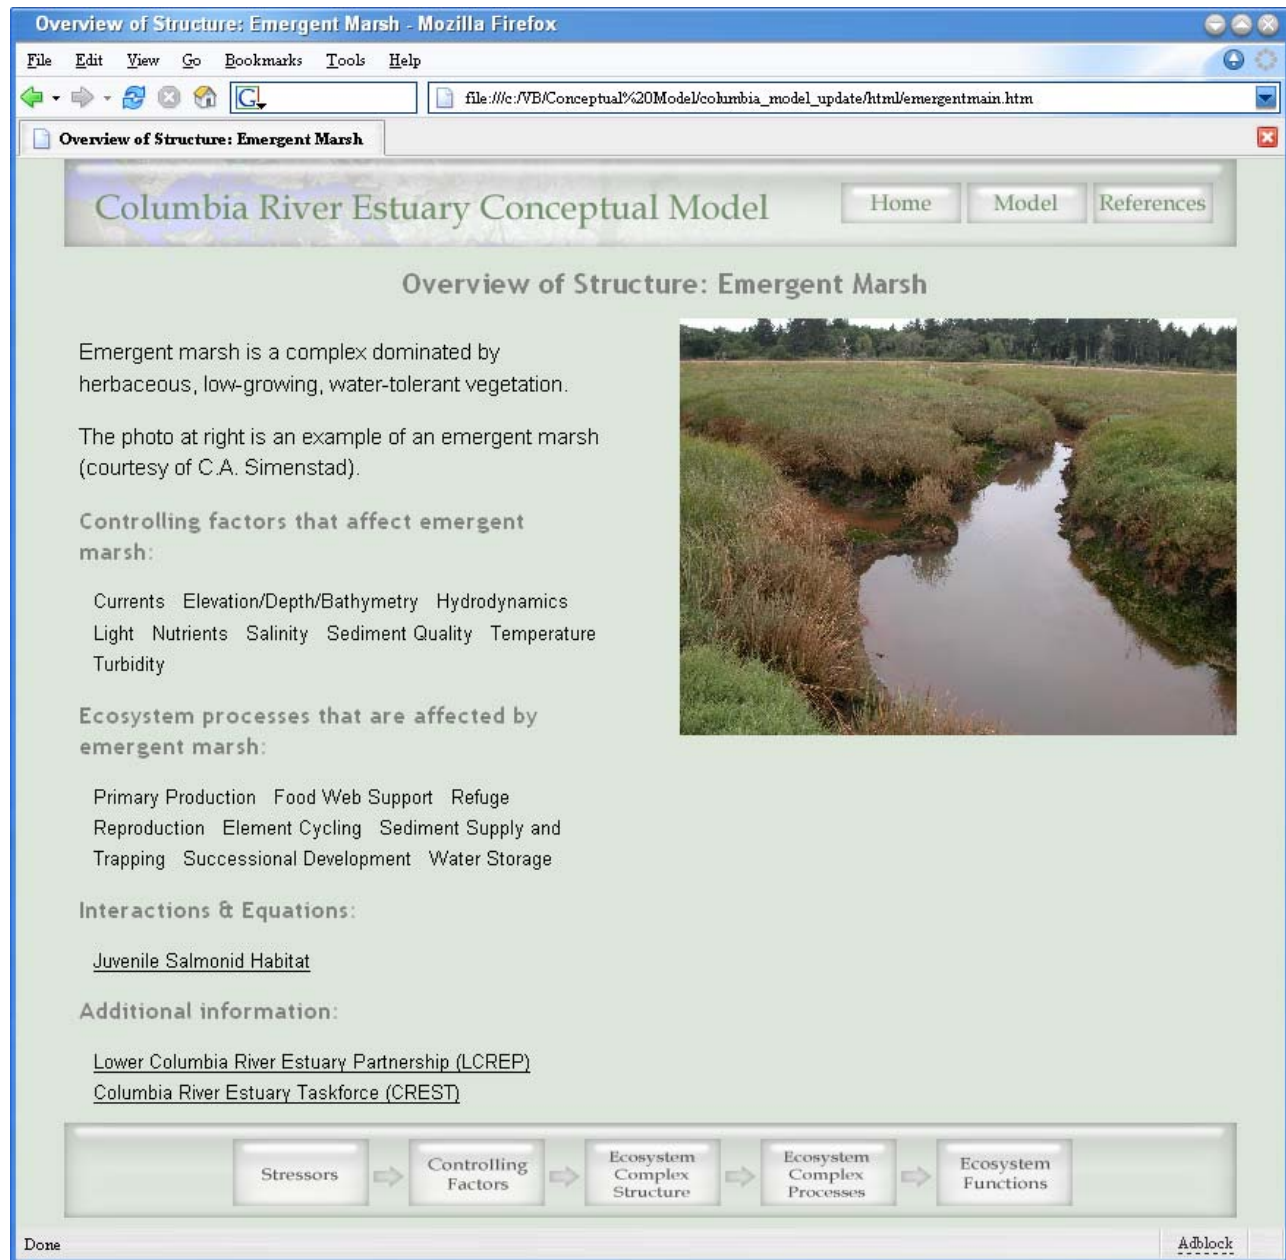 Overview of Structure: Emergent Marsh - Mozilla Firefox
File Edit View Go Bookmarks Tools Help
G
file:///c:/VB/Conceptual%20Model/columbia_model_update/html/emergentmain.htm
Overview of Structure: Emergent Marsh
Columbia River Estuary Conceptual Model
Home Model References
Overview of Structure: Emergent Marsh
Emergent marsh is a complex dominated by
herbaceous, low-growing, water-tolerant vegetation.
The photo at right is an example of an emergent marsh
(courtesy of C.A. Simenstad).
Controlling factors that affect emergent
marsh:
Currents Elevation/Depth/Bathymetry Hydrodynamics
Light Nutrients Salinity Sediment Quality Temperature
Turbidity
Ecosystem processes that are affected by
emergent marsh:
Primary Production Food Web Support Refuge
Reproduction Element Cycling Sediment Supply and
Trapping Successional Development Water Storage
Interactions & Equations:
Juvenile Salmonid Habitat
Additional information:
Lower Columbia River Estuary Partnership (LCREP)
Columbia River Estuary Taskforce (CREST)
Stressors
Controlling
Factors
Ecosystem
Complex
Structure
Ecosystem
Complex
Processes
Ecosystem
Functions
Done
Adblock